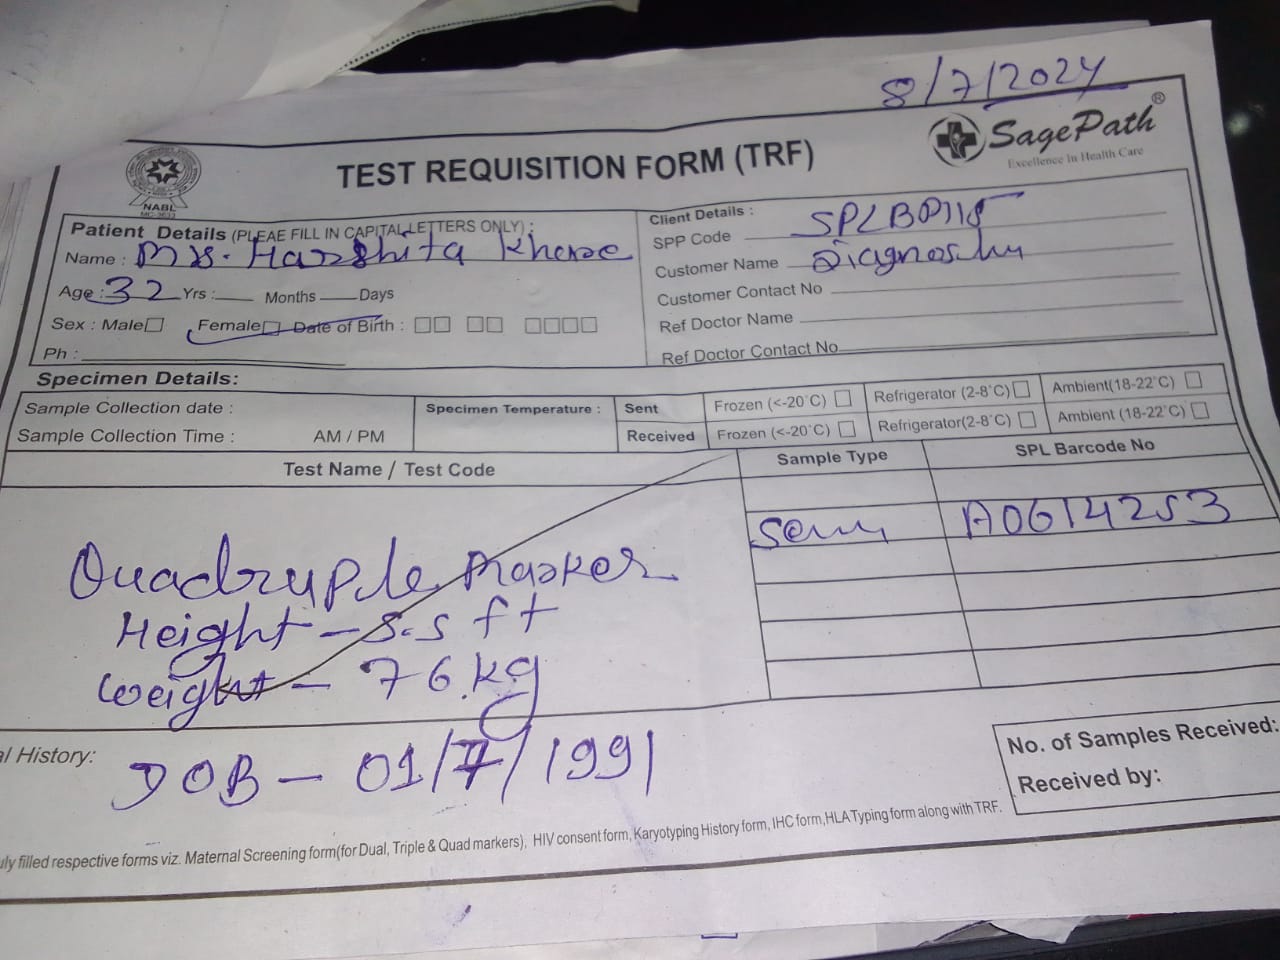 8/7/2024
SagePath®
Excellence In Health Care
NABL
MC-3633
TEST REQUISITION FORM (TRF)
Patient Details (PLEAE FILL IN CAPITAL LETTERS ONLY) :
Name : Mrs. Harshita Khare
Age : 32 Yrs : Months Days
Sex : Male Female Date of Birth :
Ph :
Client Details :
SPP Code SPLBP115
Customer Name
Customer Contact No
Ref Doctor Name
Ref Doctor Contact No
Specimen Details:
Sample Collection date :
Sample Collection Time : AM / PM
Specimen Temperature :
Sent Frozen (<-20°C) Refrigerator (2-8°C) Ambient(18-22°C)
Received Frozen (<-20°C) Refrigerator(2-8°C) Ambient (18-22°C)
Test Name / Test Code Sample Type SPL Barcode No
Serum A0614253
Quadruple Marker
Height - 5.5 ft
Weight - 76.kg
al History:
DOB - 01/7/1991
No. of Samples Received:
Received by:
uly filled respective forms viz. Maternal Screening form(for Dual, Triple & Quad markers), HIV consent form, Karyotyping History form, IHC form,HLA Typing form along with TRF.